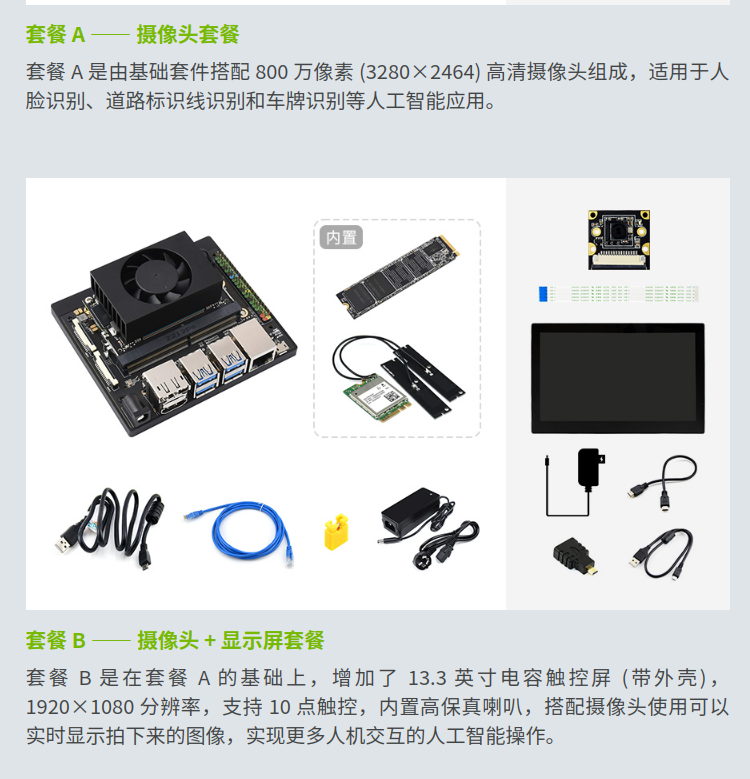 套餐 A —— 摄像头套餐
套餐 A 是由基础套件搭配 800 万像素 (3280×2464) 高清摄像头组成，适用于人
脸识别、道路标识线识别和车牌识别等人工智能应用。
内置
套餐 B —— 摄像头 + 显示屏套餐
套餐 B 是在套餐 A 的基础上，增加了 13.3 英寸电容触控屏 (带外壳)，
1920×1080 分辨率，支持 10 点触控，内置高保真喇叭，搭配摄像头使用可以
实时显示拍下来的图像，实现更多人机交互的人工智能操作。